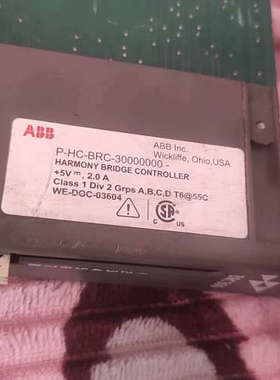 ABB
ABB Inc.
Wickliffe, Ohio,USA
P-HC-BRC-30000000 -
HARMONY BRIDGE CONTROLLER
+5V⎓, 2.0 A
Class 1 Div 2 Grps A,B,C,D T6@55C
WE-DOC-03604